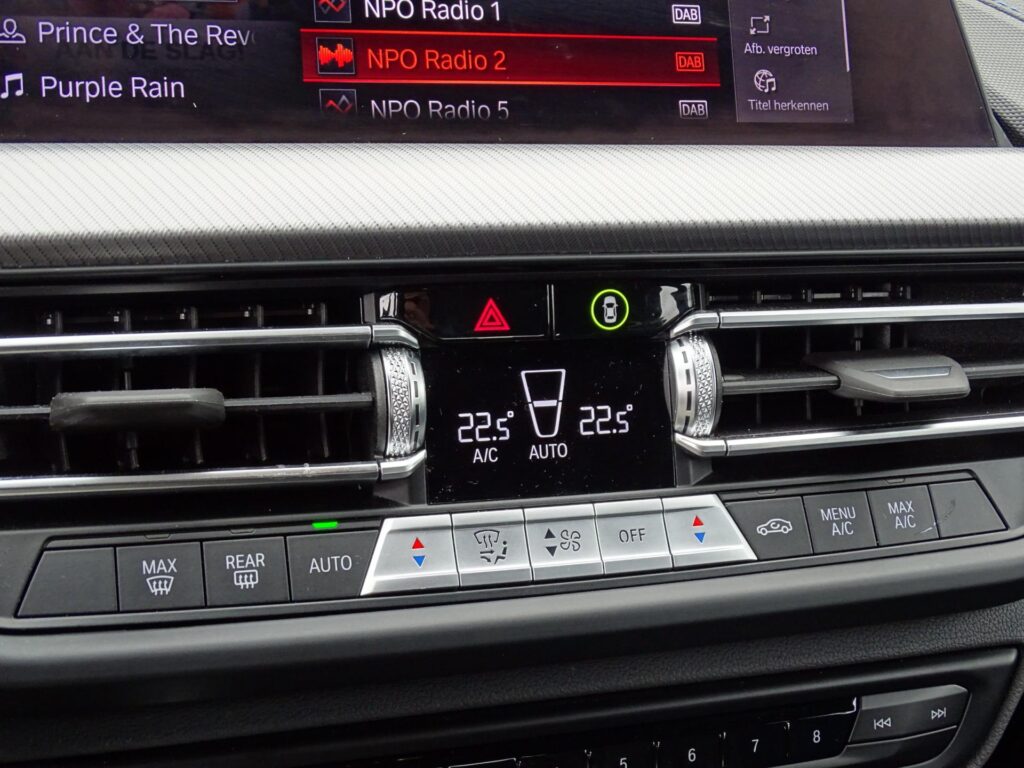 NPO Radio 1 DAB
Prince & The Rev
NPO Radio 2 DAB
Afb. vergroten
Purple Rain
NPO Radio 5 DAB
Titel herkennen
22.5° 22.5°
A/C AUTO
MAX
REAR
AUTO
OFF
MENU
A/C
MAX
A/C
5 6 7 8